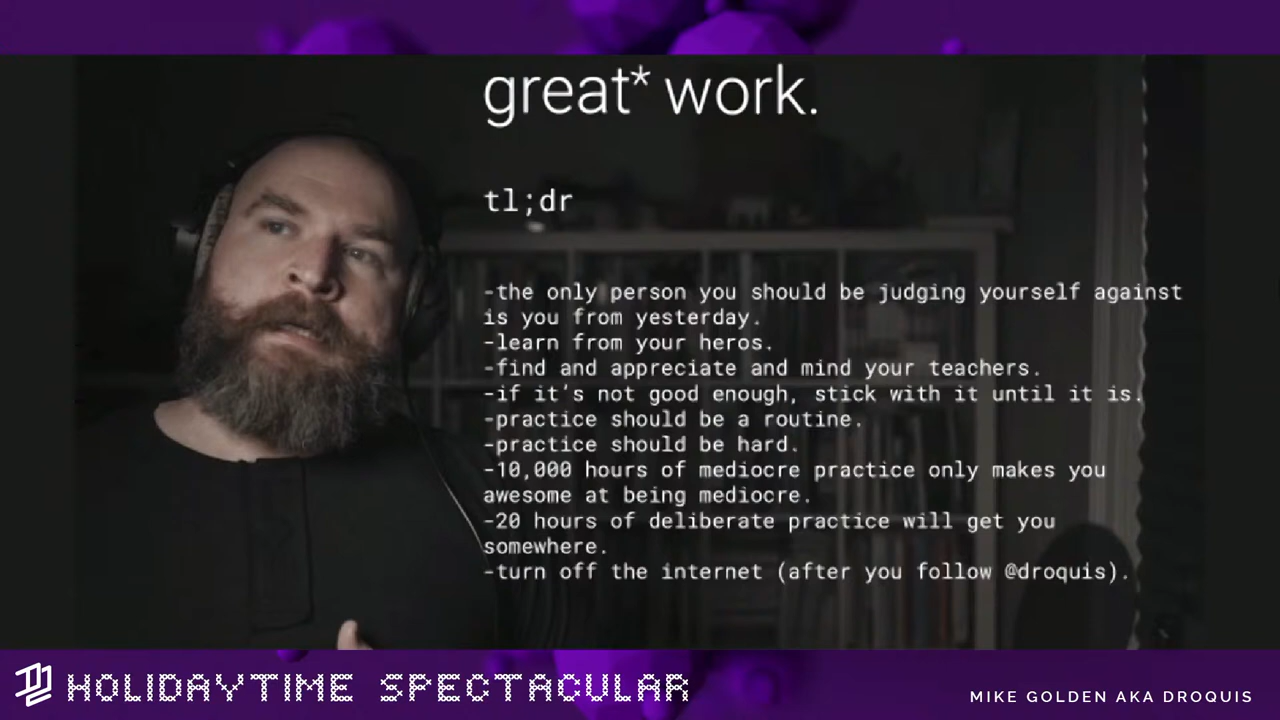 great* work.
tl;dr
-the only person you should be judging yourself against
is you from yesterday.
-learn from your heros.
-find and appreciate and mind your teachers.
-if it's not good enough, stick with it until it is.
-practice should be a routine.
-practice should be hard.
-10,000 hours of mediocre practice only makes you
awesome at being mediocre.
-20 hours of deliberate practice will get you
somewhere.
-turn off the internet (after you follow @droquis).
HOLIDAYTIME SPECTACULAR
MIKE GOLDEN AKA DROQUIS